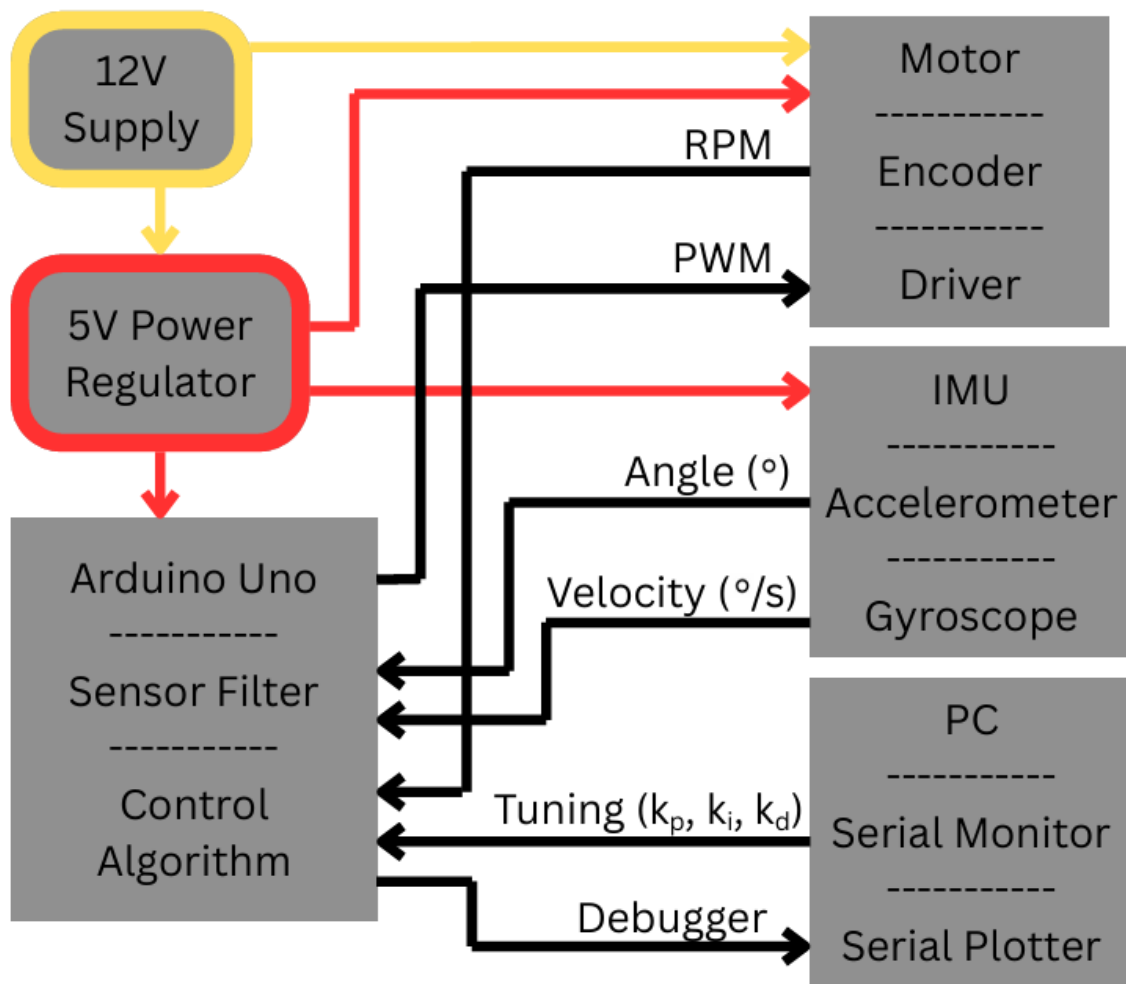 12V
Supply
5V Power
Regulator
Arduino Uno
-----------
Sensor Filter
-----------
Control
Algorithm
RPM
PWM
Angle (°)
Velocity (°/s)
Tuning (kp, ki, kd)
Debugger
Motor
-----------
Encoder
-----------
Driver
IMU
-----------
Accelerometer
-----------
Gyroscope
PC
-----------
Serial Monitor
-----------
Serial Plotter